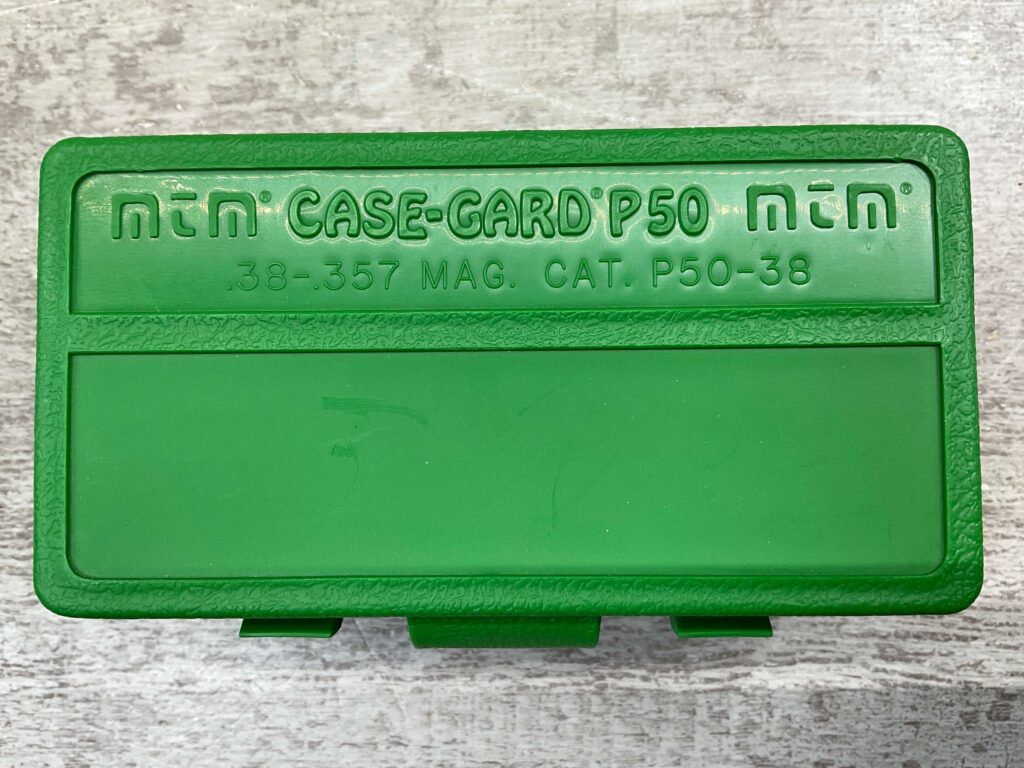 mtm® CASE-GARD® P50 mtm®
.38-.357 MAG. CAT. P50-38